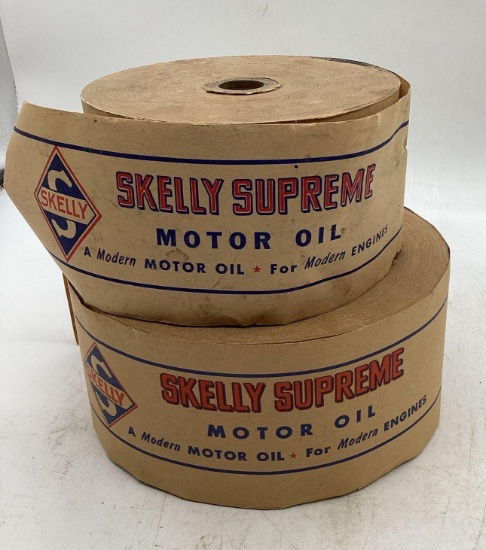 SKELLY
SKELLY SUPREME
MOTOR OIL
A Modern MOTOR OIL ★ For Modern ENGINES
SKELLY
SKELLY SUPREME
MOTOR OIL
A Modern MOTOR OIL ★ For Modern ENGINES